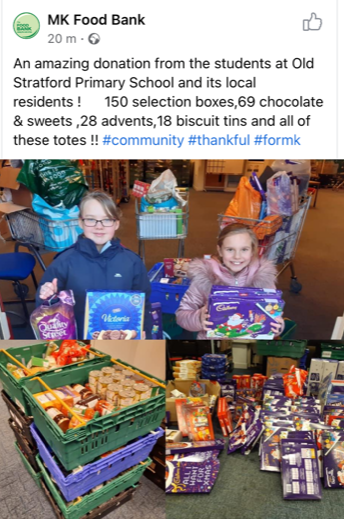 MK Food Bank
20 m ·
An amazing donation from the students at Old
Stratford Primary School and its local
residents ! 150 selection boxes,69 chocolate
& sweets ,28 advents,18 biscuit tins and all of
these totes !! #community #thankful #formk
FOOD
BANK
Quality
Street
Victoria
Cadbury